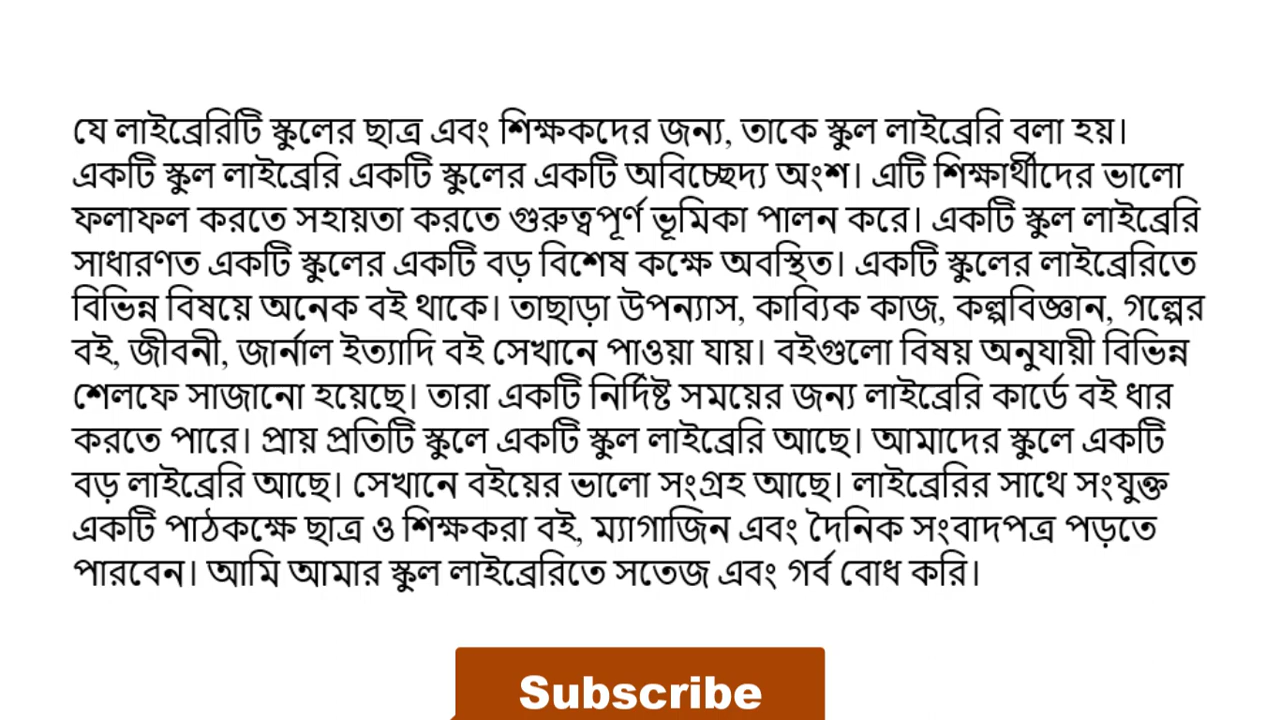 যে লাইব্রেরিটি স্কুলের ছাত্র এবং শিক্ষকদের জন্য, তাকে স্কুল লাইব্রেরি বলা হয়।
একটি স্কুল লাইব্রেরি একটি স্কুলের একটি অবিচ্ছেদ্য অংশ। এটি শিক্ষার্থীদের ভালো
ফলাফল করতে সহায়তা করতে গুরুত্বপূর্ণ ভূমিকা পালন করে। একটি স্কুল লাইব্রেরি
সাধারণত একটি স্কুলের একটি বড় বিশেষ কক্ষে অবস্থিত। একটি স্কুলের লাইব্রেরিতে
বিভিন্ন বিষয়ে অনেক বই থাকে। তাছাড়া উপন্যাস, কাব্যিক কাজ, কল্পবিজ্ঞান, গল্পের
বই, জীবনী, জার্নাল ইত্যাদি বই সেখানে পাওয়া যায়। বইগুলো বিষয় অনুযায়ী বিভিন্ন
শেলফে সাজানো হয়েছে। তারা একটি নির্দিষ্ট সময়ের জন্য লাইব্রেরি কার্ডে বই ধার
করতে পারে। প্রায় প্রতিটি স্কুলে একটি স্কুল লাইব্রেরি আছে। আমাদের স্কুলে একটি
বড় লাইব্রেরি আছে। সেখানে বইয়ের ভালো সংগ্রহ আছে। লাইব্রেরির সাথে সংযুক্ত
একটি পাঠকক্ষে ছাত্র ও শিক্ষকরা বই, ম্যাগাজিন এবং দৈনিক সংবাদপত্র পড়তে
পারবেন। আমি আমার স্কুল লাইব্রেরিতে সতেজ এবং গর্ব বোধ করি।
Subscribe